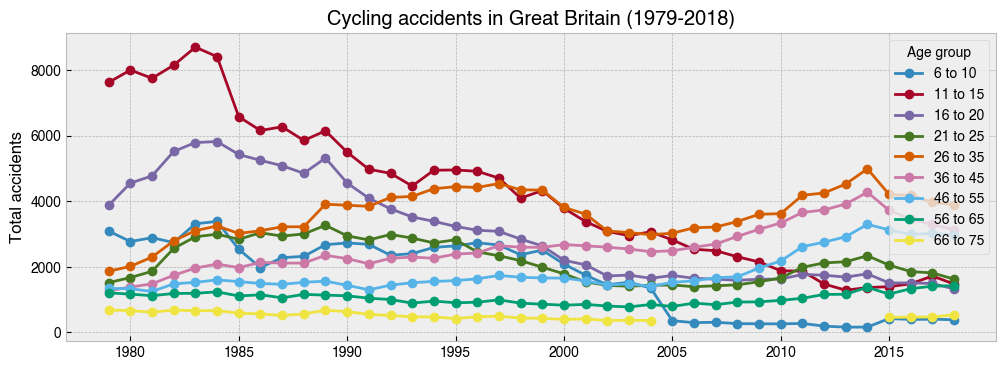 Cycling accidents in Great Britain (1979-2018)
Total accidents
8000
6000
4000
2000
0
1980
1985
1990
1995
2000
2005
2010
2015
Age group
6 to 10
11 to 15
16 to 20
21 to 25
26 to 35
36 to 45
46 to 55
56 to 65
66 to 75